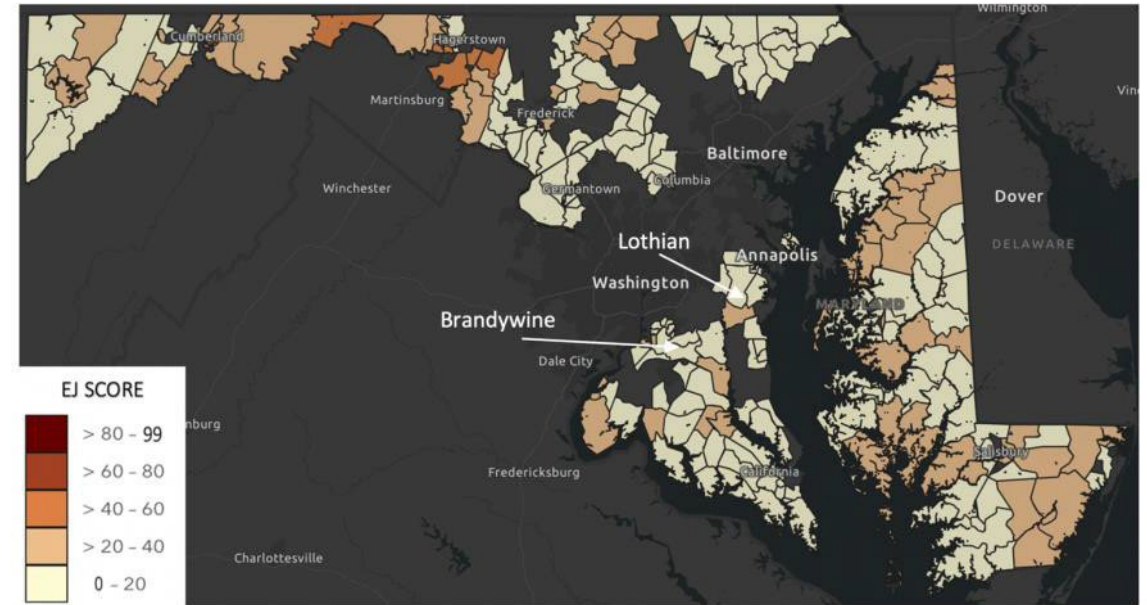 Wilmington
Cumberland
Hagerstown
Martinsburg
Frederick
Baltimore
Winchester
Germantown
Columbia
Dover
Lothian
Annapolis
DELAWARE
Washington
MARYLAND
Brandywine
Dale City
EJ SCORE
> 80 - 99
> 60 - 80
> 40 - 60
> 20 - 40
0 - 20
nburg
Salisbury
Fredericksburg
California
Charlottesville